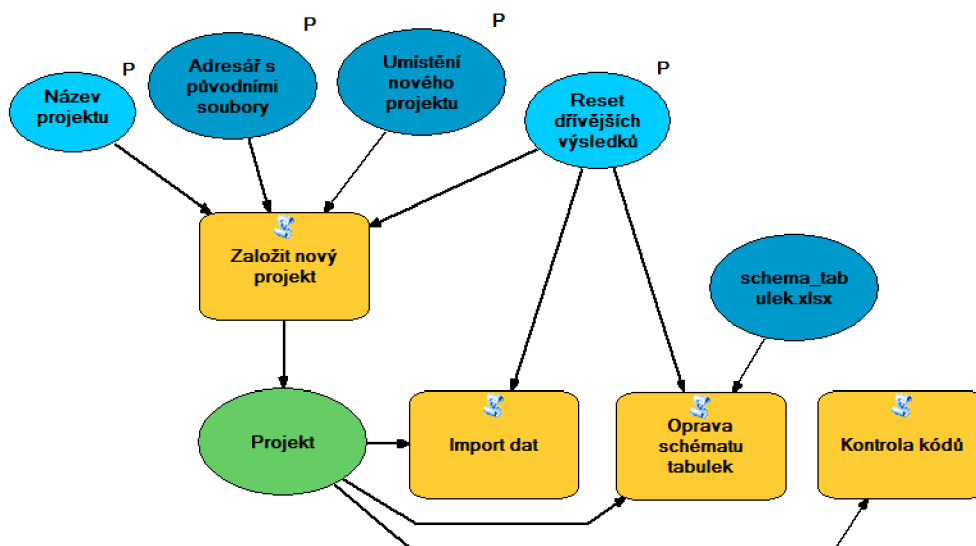 P
P
P
P
Název
projektu
Adresář s
původními
soubory
Umístění
nového
projektu
Reset
dřívějších
výsledků
Založit nový
projekt
schema_tab
ulek.xlsx
Projekt
Import dat
Oprava
schématu
tabulek
Kontrola kódů